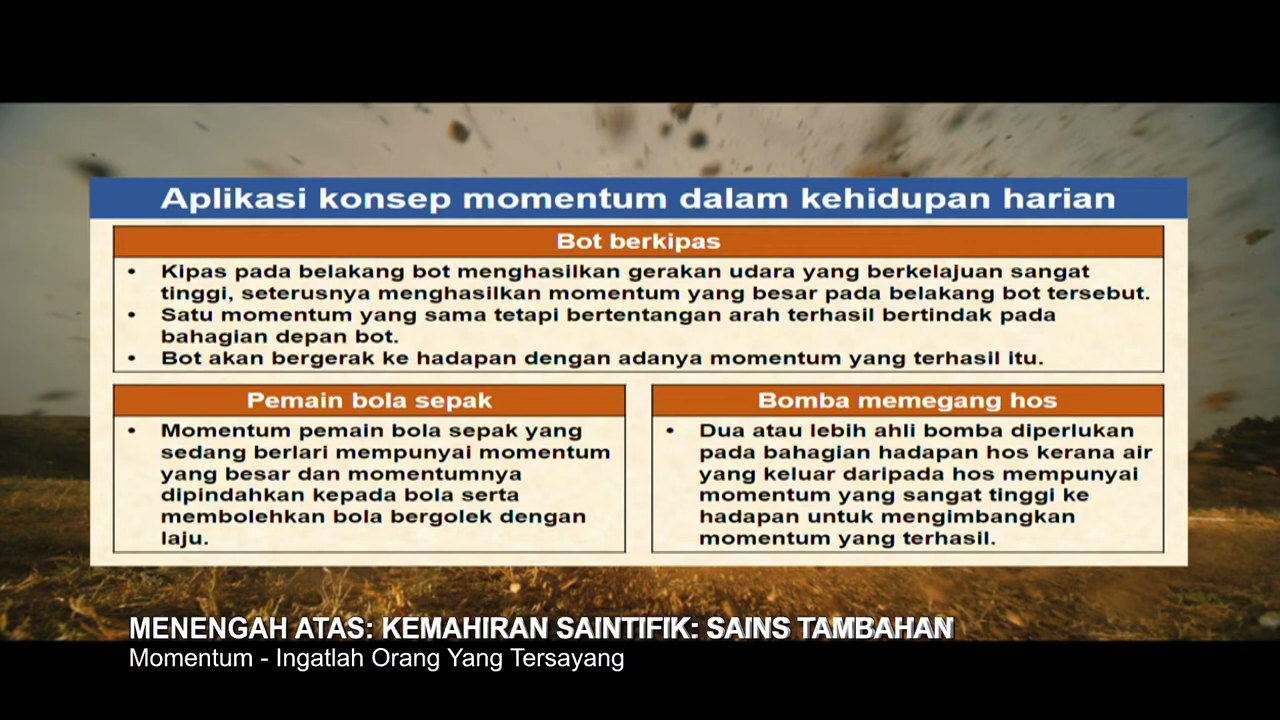 Aplikasi konsep momentum dalam kehidupan harian
Bot berkipas
• Kipas pada belakang bot menghasilkan gerakan udara yang berkelajuan sangat
tinggi, seterusnya menghasilkan momentum yang besar pada belakang bot tersebut.
• Satu momentum yang sama tetapi bertentangan arah terhasil bertindak pada
bahagian depan bot.
• Bot akan bergerak ke hadapan dengan adanya momentum yang terhasil itu.
Pemain bola sepak
• Momentum pemain bola sepak yang
sedang berlari mempunyai momentum
yang besar dan momentumnya
dipindahkan kepada bola serta
membolehkan bola bergolek dengan
laju.
Bomba memegang hos
• Dua atau lebih ahli bomba diperlukan
pada bahagian hadapan hos kerana air
yang keluar daripada hos mempunyai
momentum yang sangat tinggi ke
hadapan untuk mengimbangkan
momentum yang terhasil.
MENENGAH ATAS: KEMAHIRAN SAINTIFIK: SAINS TAMBAHAN
Momentum - Ingatlah Orang Yang Tersayang